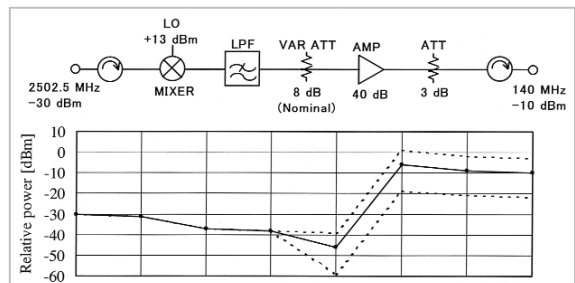 LO
+13 dBm
LPF
VAR ATT
AMP
ATT
2502.5 MHz
-30 dBm
MIXER
8 dB
(Nominal)
40 dB
3 dB
140 MHz
-10 dBm
Relative power [dBm]
10
0
-10
-20
-30
-40
-50
-60